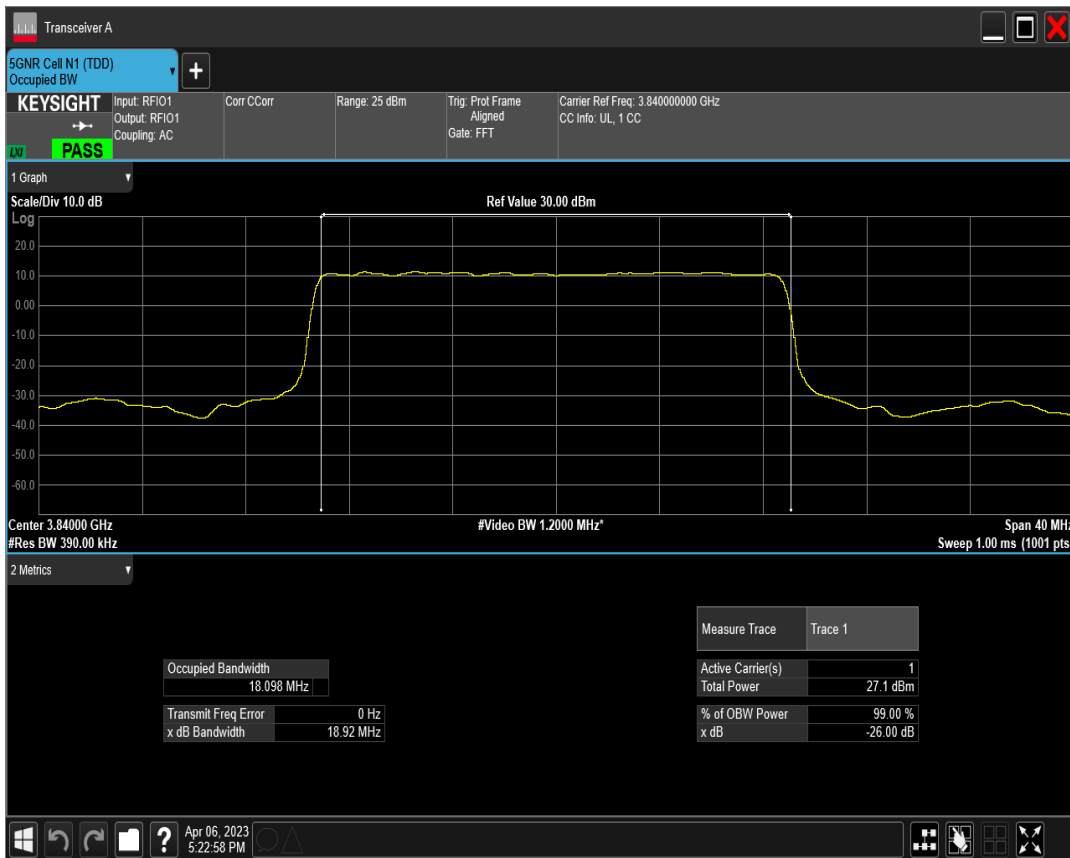 Transceiver A
5GNR Cell N1 (TDD)
Occupied BW
+
KEYSIGHT
LXI
PASS
Input: RFIO1
Output: RFIO1
Coupling: AC
Corr CCorr
Range: 25 dBm
Trig: Prot Frame
Aligned
Gate: FFT
Carrier Ref Freq: 3.840000000 GHz
CC Info: UL, 1 CC
1 Graph
Scale/Div 10.0 dB
Ref Value 30.00 dBm
Log
20.0
10.0
0.00
-10.0
-20.0
-30.0
-40.0
-50.0
-60.0
Center 3.84000 GHz
#Video BW 1.2000 MHz*
Span 40 MHz
#Res BW 390.00 kHz
Sweep 1.00 ms (1001 pts
2 Metrics
Measure Trace Trace 1
Occupied Bandwidth
18.098 MHz
Active Carrier(s) 1
Total Power 27.1 dBm
Transmit Freq Error 0 Hz
x dB Bandwidth 18.92 MHz
% of OBW Power 99.00 %
x dB -26.00 dB
?
Apr 06, 2023
5:22:58 PM